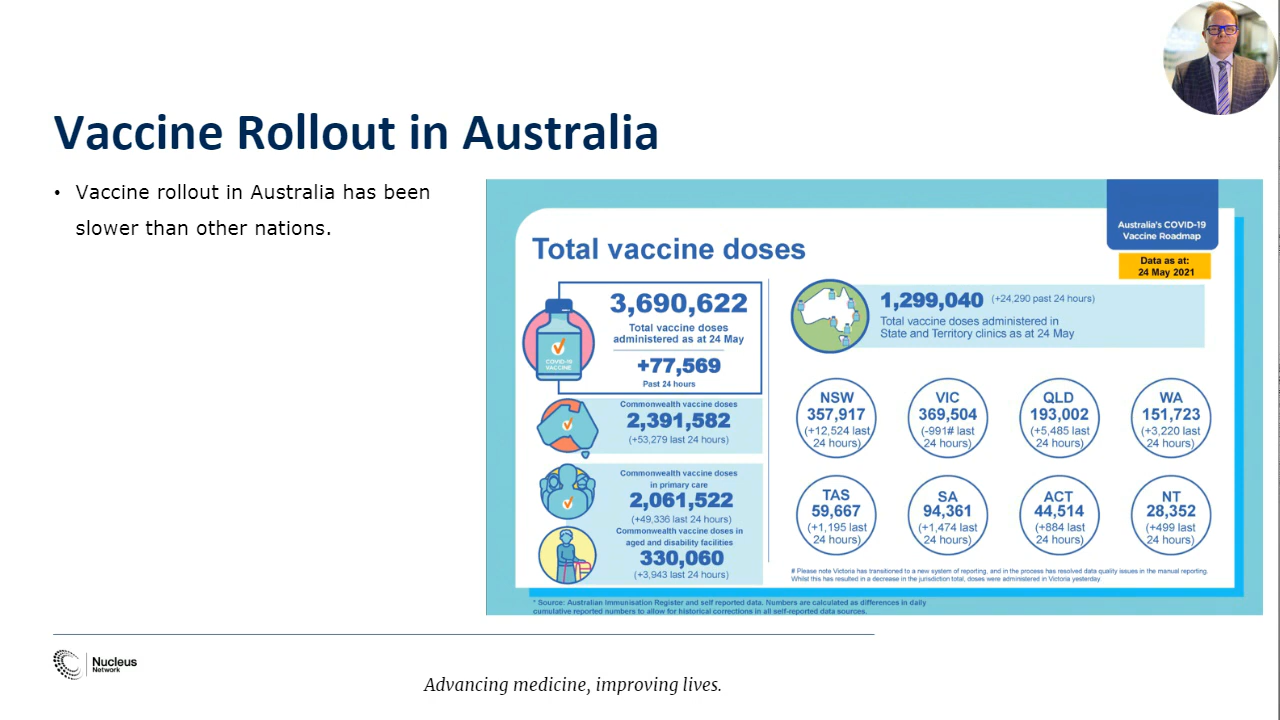 Vaccine Rollout in Australia
• Vaccine rollout in Australia has been
slower than other nations.
Australia's COVID-19
Vaccine Roadmap
Data as at:
24 May 2021
Total vaccine doses
COVID-19
VACCINE
3,690,622
Total vaccine doses
administered as at 24 May
+77,569
Past 24 hours
Commonwealth vaccine doses
2,391,582
(+53,279 last 24 hours)
Commonwealth vaccine doses
in primary care
2,061,522
(+49,336 last 24 hours)
Commonwealth vaccine doses in
aged and disability facilities
330,060
(+3,943 last 24 hours)
1,299,040 (+24,290 past 24 hours)
Total vaccine doses administered in
State and Territory clinics as at 24 May
NSW
357,917
(+12,524 last
24 hours)
VIC
369,504
(-991# last
24 hours)
QLD
193,002
(+5,485 last
24 hours)
WA
151,723
(+3,220 last
24 hours)
TAS
59,667
(+1,195 last
24 hours)
SA
94,361
(+1,474 last
24 hours)
ACT
44,514
(+884 last
24 hours)
NT
28,352
(+499 last
24 hours)
# Please note Victoria has transitioned to a new system of reporting, and in the process has resolved data quality issues in the manual reporting.
Whilst this has resulted in a decrease in the jurisdiction total, doses were administered in Victoria yesterday
* Source: Australian Immunisation Register and self reported data. Numbers are calculated as differences in daily
cumulative reported numbers to allow for historical corrections in all self-reported data sources.
Nucleus
Network
Advancing medicine, improving lives.